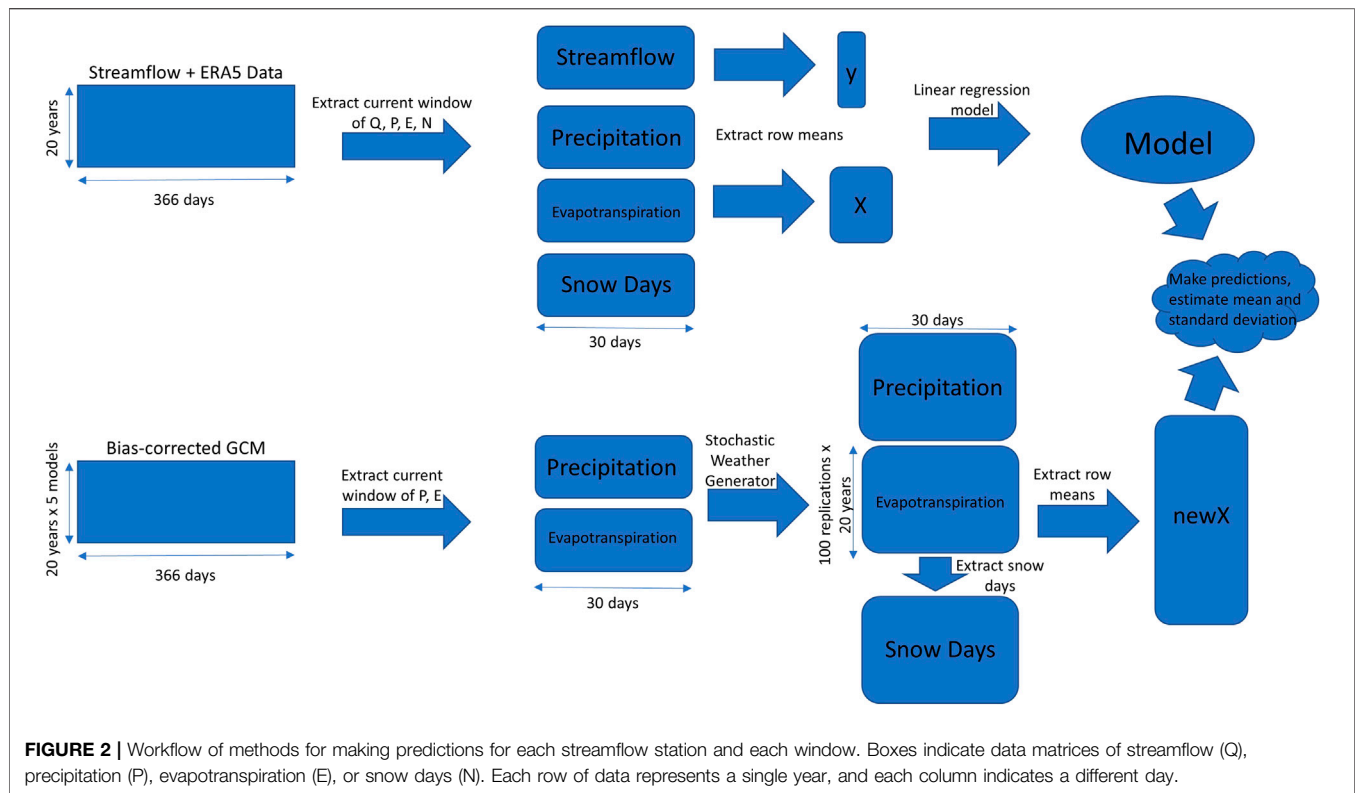 Streamflow + ERA5 Data
20 years
366 days
Extract current window
of Q, P, E, N
Streamflow
Precipitation
Evapotranspiration
Snow Days
30 days
y
Extract row means
X
Linear regression
model
Model
Make predictions,
estimate mean and
standard deviation
Bias-corrected GCM
20 years x 5 models
366 days
Extract current
window of P, E
Precipitation
Evapotranspiration
30 days
Stochastic
Weather
Generator
30 days
Precipitation
100 replications x
20 years
Evapotranspiration
Extract snow
days
Snow Days
Extract row
means
newX
FIGURE 2 | Workflow of methods for making predictions for each streamflow station and each window. Boxes indicate data matrices of streamflow (Q),
precipitation (P), evapotranspiration (E), or snow days (N). Each row of data represents a single year, and each column indicates a different day.